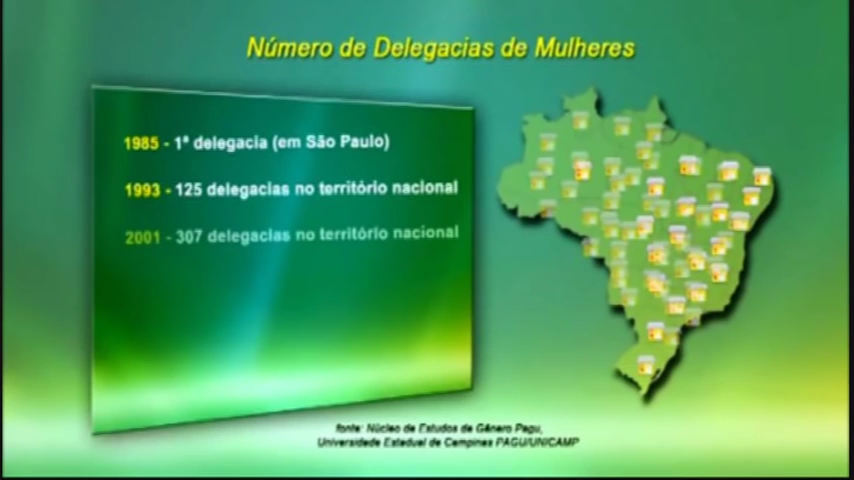 Número de Delegacias de Mulheres
1985 - 1ª delegacia (em São Paulo)
1993 - 125 delegacias no território nacional
2001 - 307 delegacias no território nacional
fonte: Núcleo de Estudos de Gênero Pagu,
Universidade Estadual de Campinas PAGU/UNICAMP